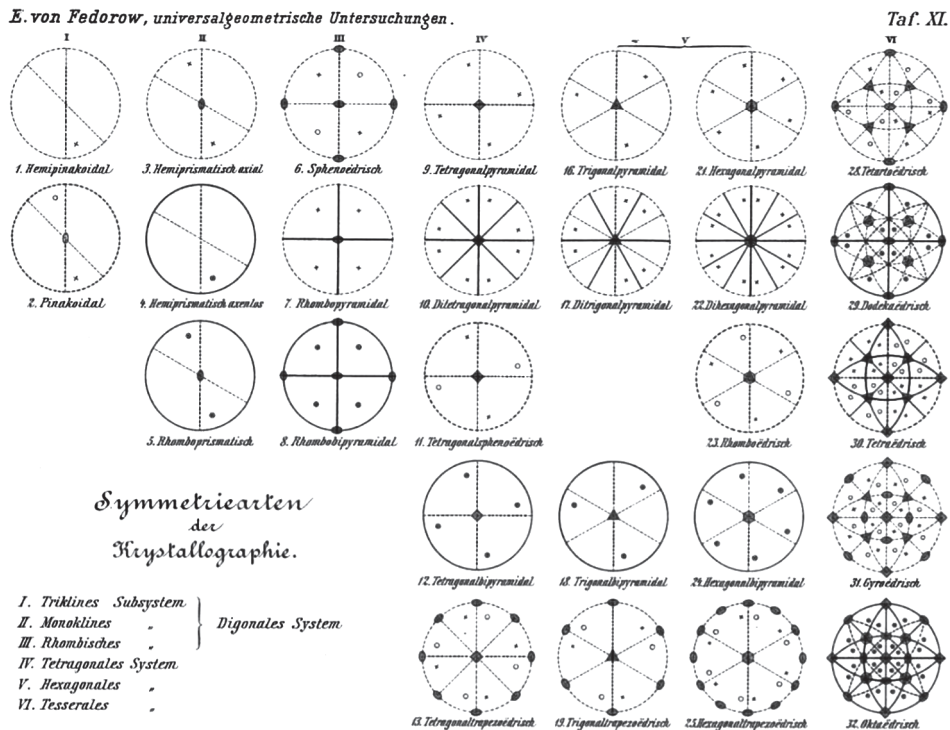 E. von Fedorow, universalgeometrische Untersuchungen. Taf. XI.
I II III IV V VI
1. Hemipinakoidal 3. Hemiprismatisch axial 6. Sphenoëdrisch 9. Tetragonalpyramidal 16. Trigonalpyramidal 21. Hexagonalpyramidal 28. Tetartoëdrisch
2. Pinakoidal 4. Hemiprismatisch axenlos 7. Rhombopyramidal 10. Ditetragonalpyramidal 17. Ditrigonalpyramidal 22. Dihexagonalpyramidal 29. Dodekaëdrisch
5. Rhomboprismatisch 8. Rhombobipyramidal 11. Tetragonalsphenoëdrisch 23. Rhomboëdrisch 30. Tetraëdrisch
Symmetriearten
der
Krystallographie.
12. Tetragonalbipyramidal 18. Trigonalbipyramidal 24. Hexagonalbipyramidal 31. Gyroëdrisch
I. Triklines Subsystem
II. Monoklines „
III. Rhombisches „
Digonales System
IV. Tetragonales System
V. Hexagonales „
VI. Tesserales „
13. Tetragonaltrapezoëdrisch 19. Trigonaltrapezoëdrisch 25. Hexagonaltrapezoëdrisch 32. Oktaëdrisch